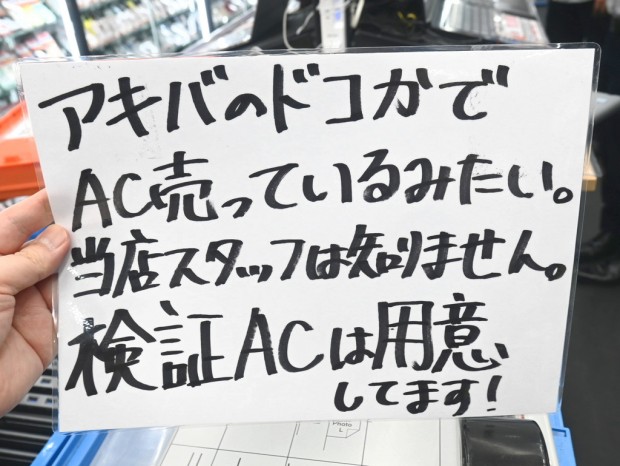 アキバのドコかで
AC売っているみたい。
当店スタッフは知りません。
検証ACは用意
してます!
Photo
L